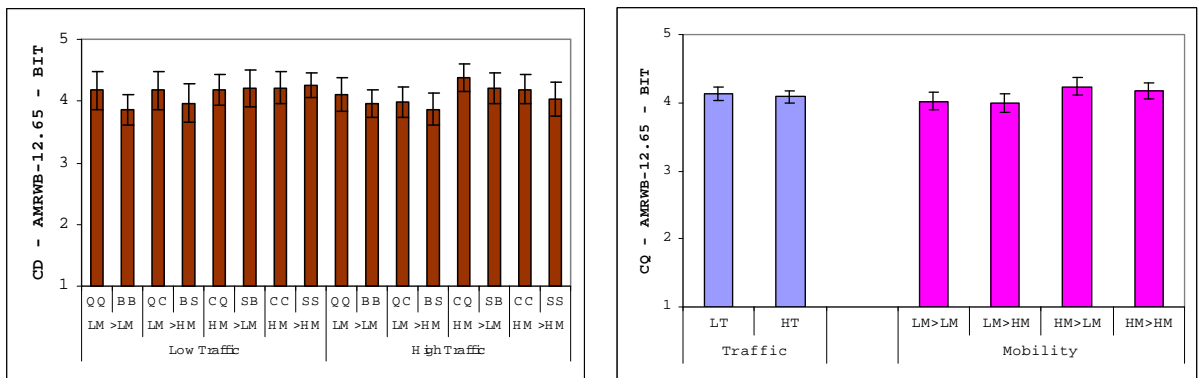 CD - AMRWB-12.65 - BIT
5
4
3
2
1
QQ BB QC BS CQ SB CC SS QQ BB QC BS CQ SB CC SS
LM >LM LM >HM HM >LM HM >HM LM >LM LM >HM HM >LM HM >HM
Low Traffic High Traffic
CQ - AMRWB-12.65 - BIT
5
4
3
2
1
LT HT LM>LM LM>HM HM>LM HM>HM
Traffic Mobility